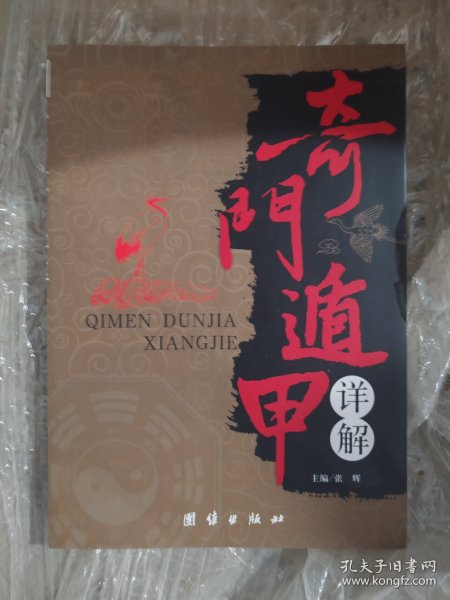 奇門遁甲
详解
QIMEN DUNJIA
XIANGJIE
主编/张 辉
团结出版社
孔夫子旧书网
www.kongfz.com